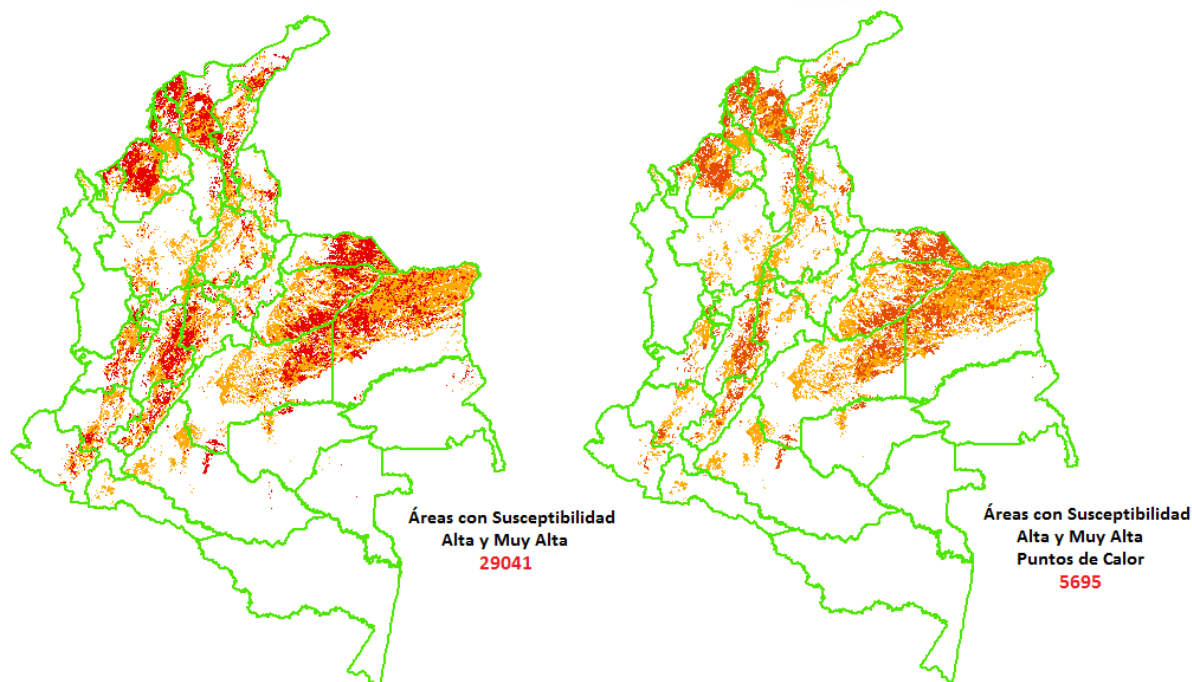 Áreas con Susceptibilidad
Alta y Muy Alta
29041
Áreas con Susceptibilidad
Alta y Muy Alta
Puntos de Calor
5695